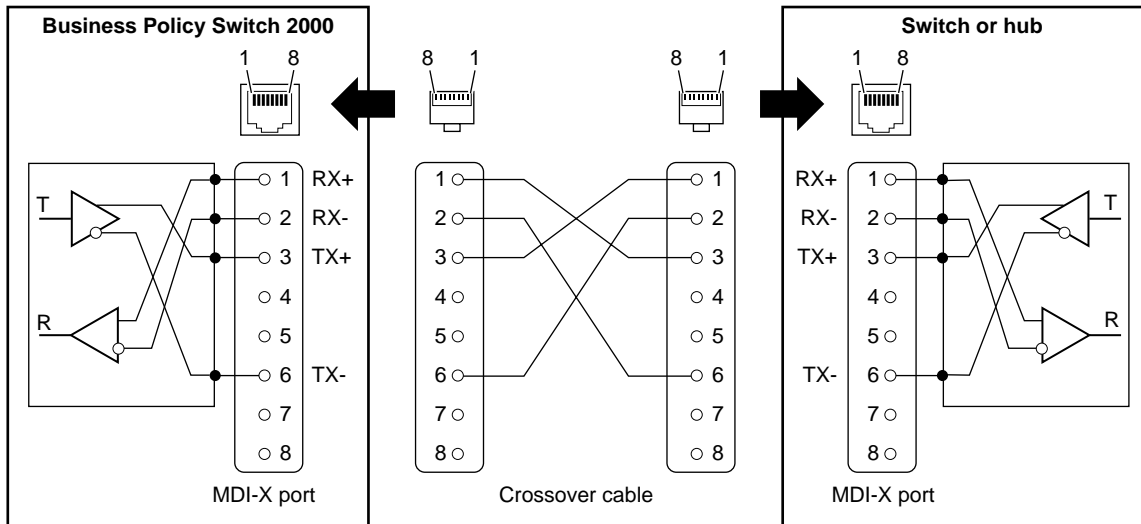 Business Policy Switch 2000
Switch or hub
1 8
8 1
8 1
1 8
T
R
1 RX+
2 RX-
3 TX+
4
5
6 TX-
7
8
MDI-X port
1
2
3
4
5
6
7
8
1
2
3
4
5
6
7
8
Crossover cable
RX+ 1
RX- 2
TX+ 3
4
5
TX- 6
7
8
T
R
MDI-X port